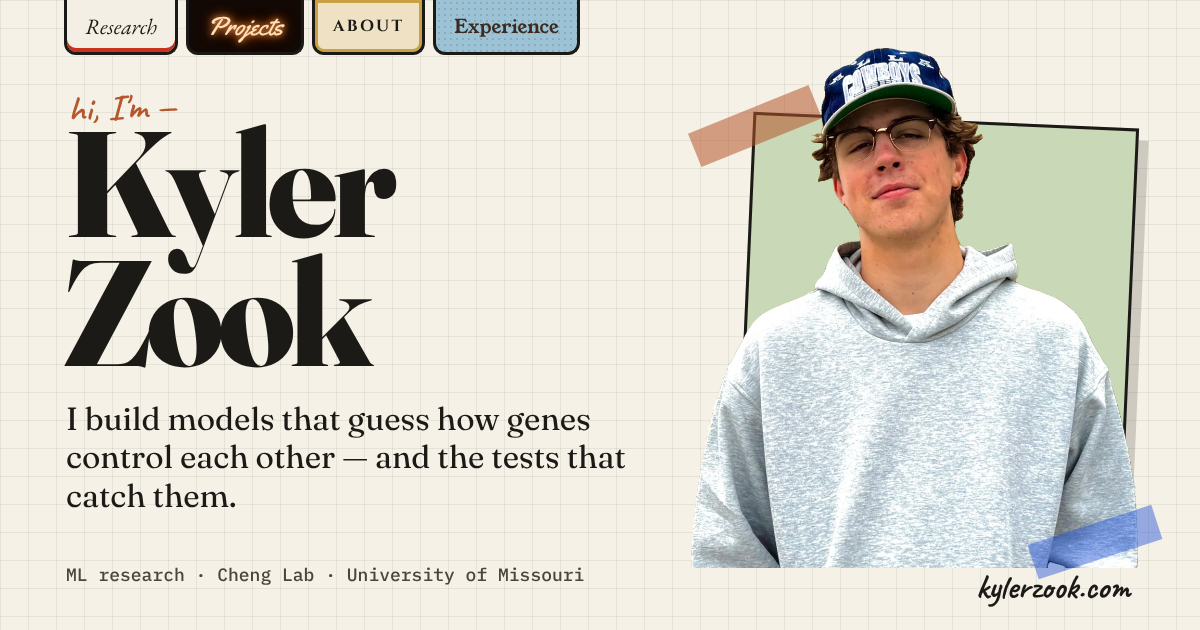 Research
Projects
ABOUT
Experience
hi, I'm —
Kyler
Zook
I build models that guess how genes
control each other — and the tests that
catch them.
ML research · Cheng Lab · University of Missouri
COWBOYS
kylerzook.com